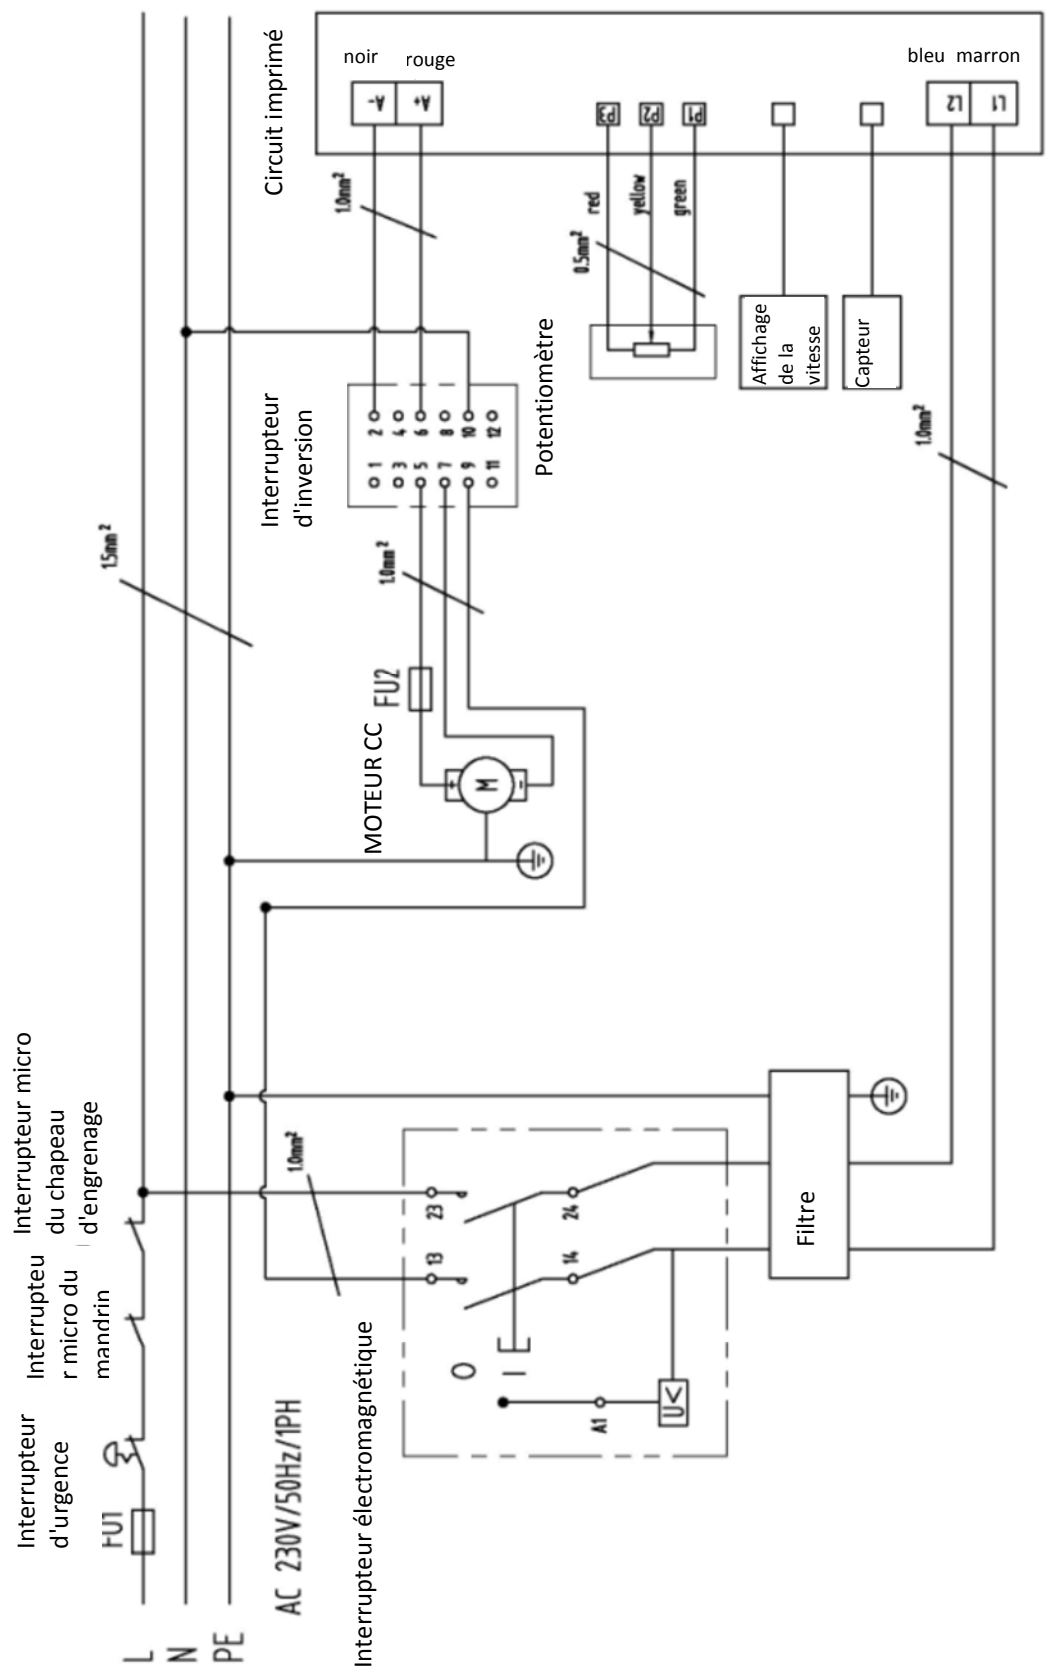 noir
rouge
bleu marron
A-
A+
P3
P2
P1
L2
L1
Circuit imprimé
1.0mm²
red
yellow
green
0.5mm²
Affichage
de la
vitesse
Capteur
Potentiomètre
Interrupteur
d'inversion
2
4
6
8
10
12
1
3
5
7
9
11
1.0mm²
1.5mm²
1.0mm²
FU2
MOTEUR CC
M
+
-
Interrupteur micro
du chapeau
d'engrenage
Interrupteu
r micro du
mandrin
Interrupteur
d'urgence
FU1
1.0mm²
23
24
13
14
Filtre
O
I
A1
U<
AC 230V/50Hz/1PH
Interrupteur électromagnétique
L
N
PE